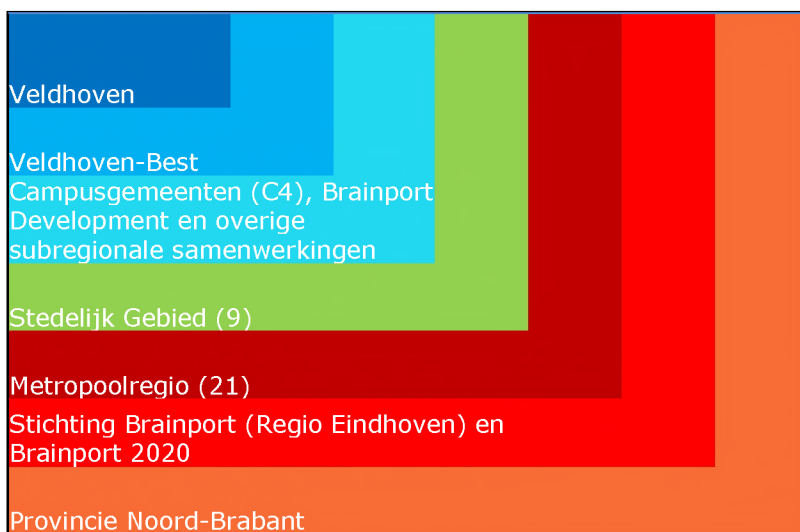 Veldhoven
Veldhoven-Best
Campusgemeenten (C4), Brainport
Development en overige
subregionale samenwerkingen
Stedelijk Gebied (9)
Metropoolregio (21)
Stichting Brainport (Regio Eindhoven) en
Brainport 2020
Provincie Noord-Brabant